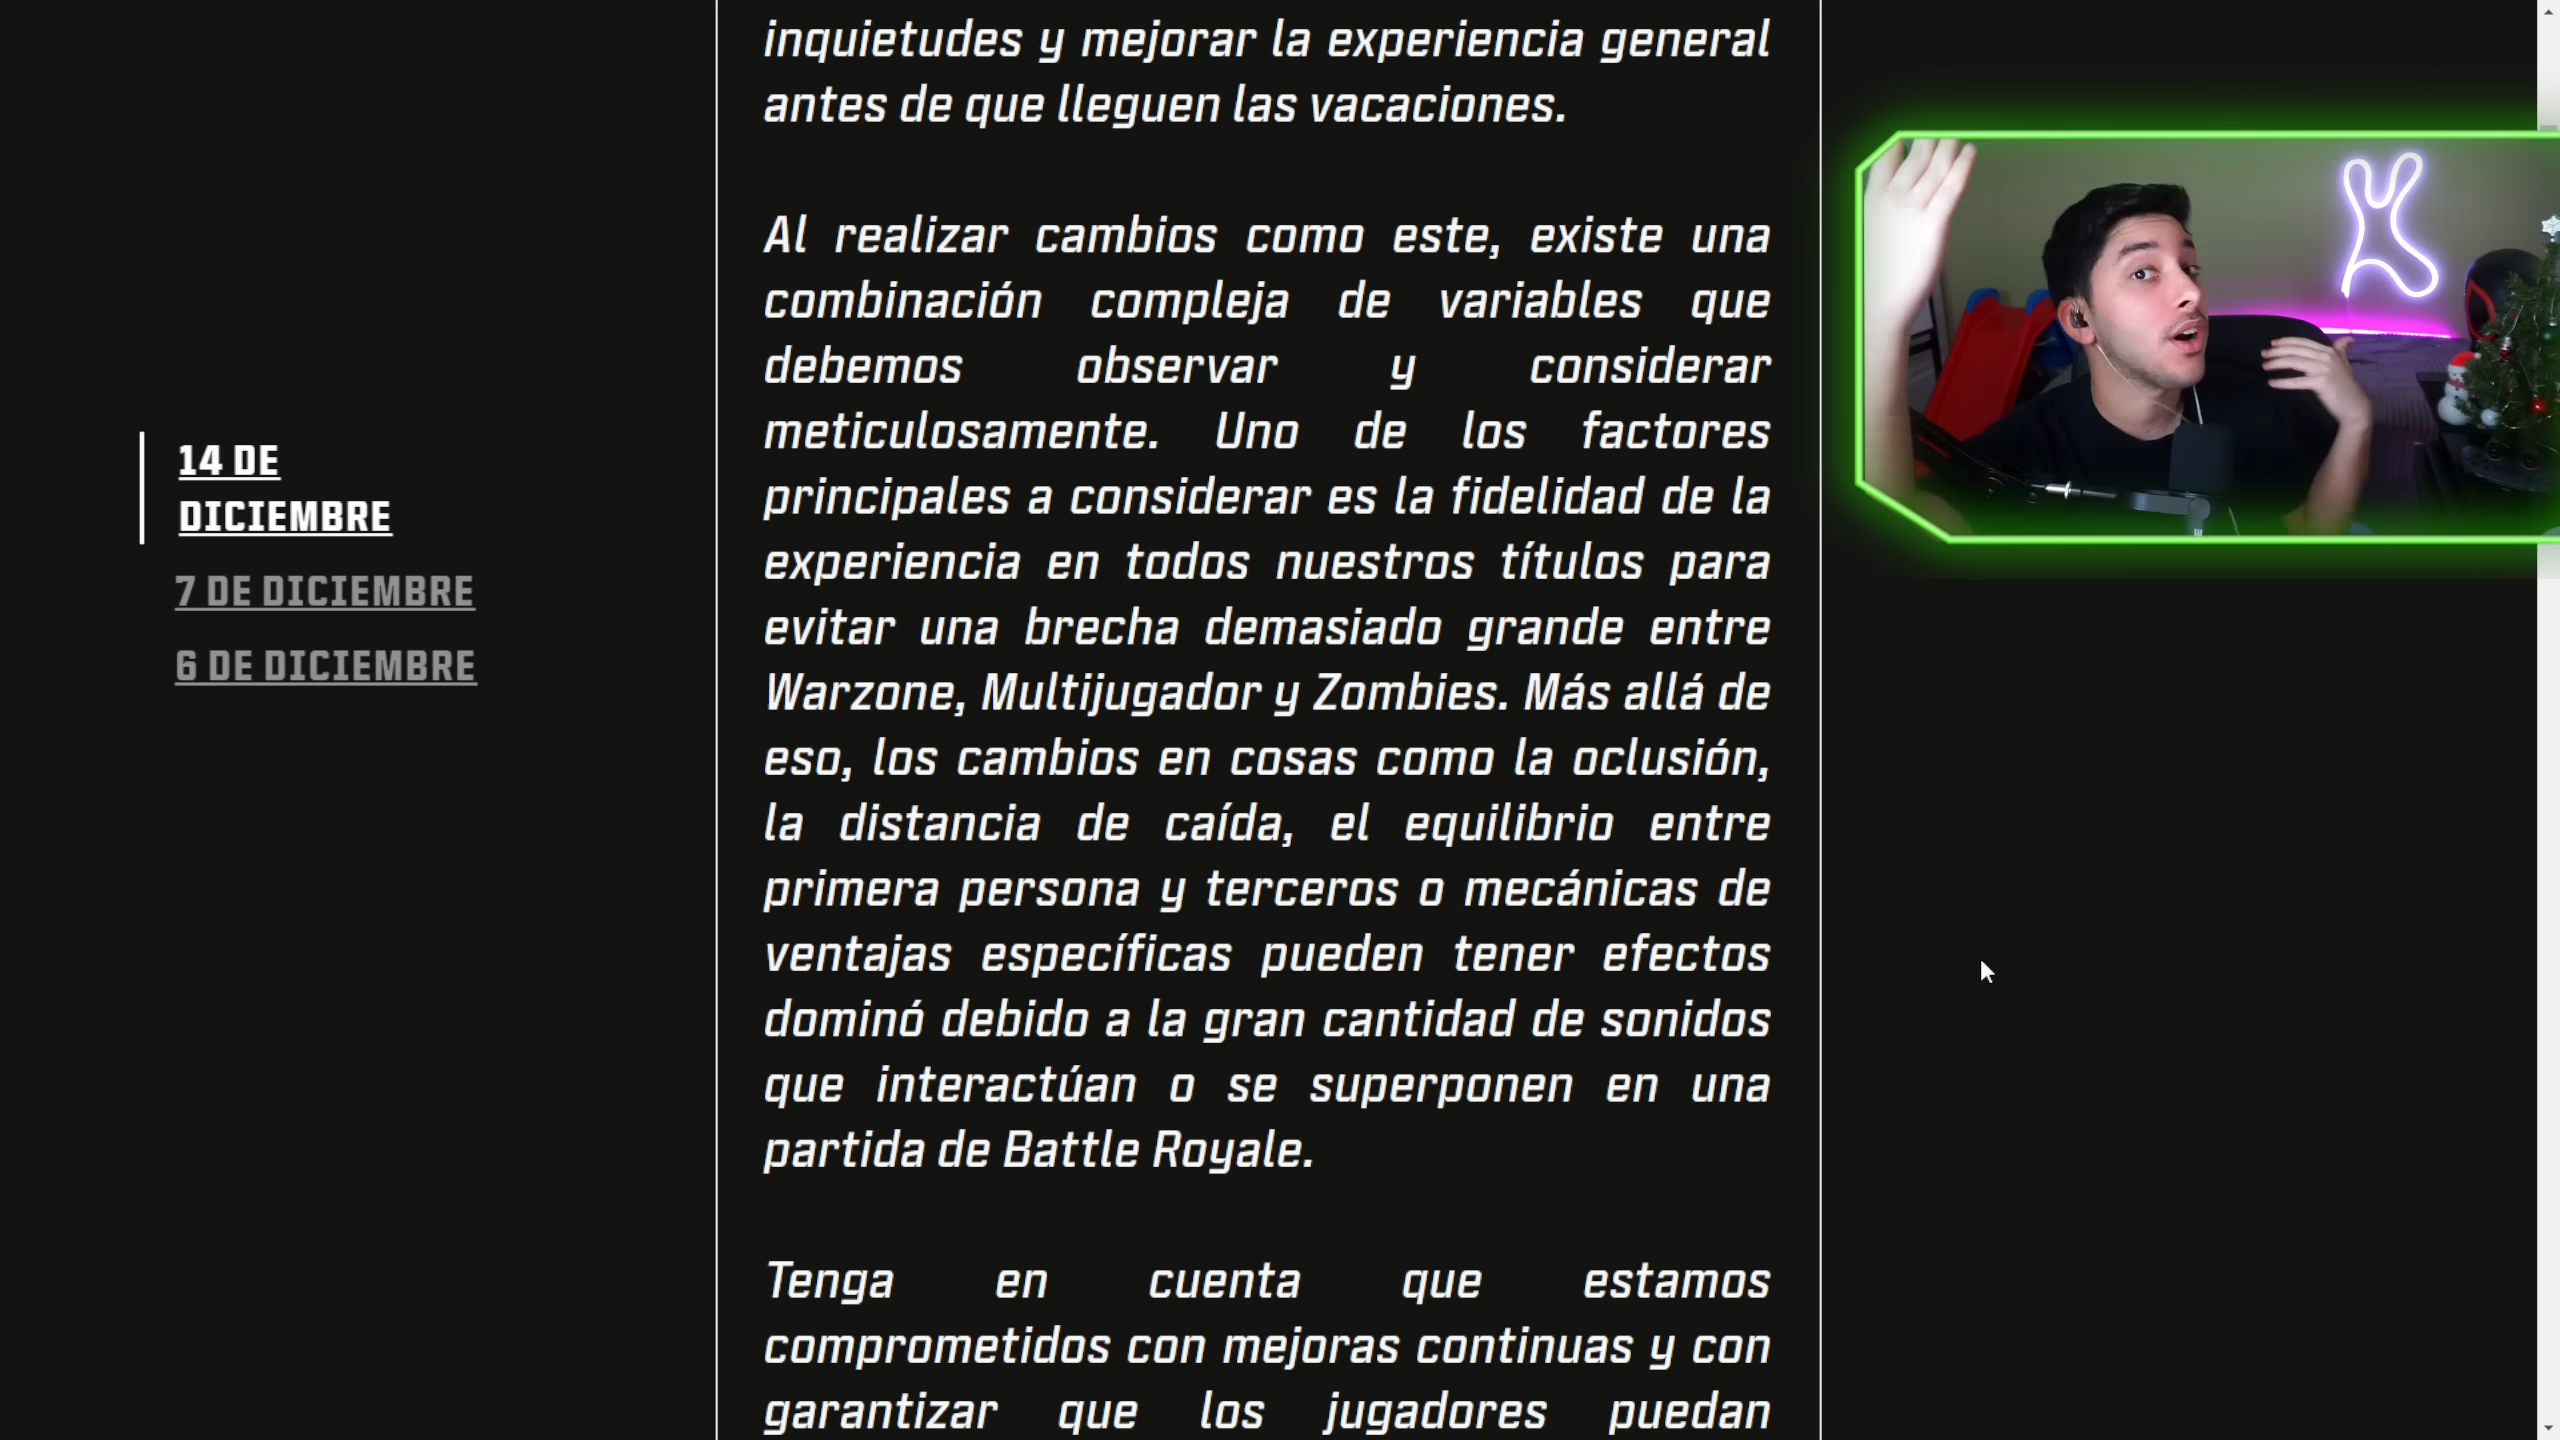 inquietudes y mejorar la experiencia general
antes de que lleguen las vacaciones.
Al realizar cambios como este, existe una
combinación compleja de variables que
debemos observar y considerar
meticulosamente. Uno de los factores
principales a considerar es la fidelidad de la
experiencia en todos nuestros títulos para
evitar una brecha demasiado grande entre
Warzone, Multijugador y Zombies. Más allá de
eso, los cambios en cosas como la oclusión,
la distancia de caída, el equilibrio entre
primera persona y terceros o mecánicas de
ventajas específicas pueden tener efectos
dominó debido a la gran cantidad de sonidos
que interactúan o se superponen en una
partida de Battle Royale.
Tenga en cuenta que estamos
comprometidos con mejoras continuas y con
garantizar que los jugadores puedan
14 DE
DICIEMBRE
7 DE DICIEMBRE
6 DE DICIEMBRE